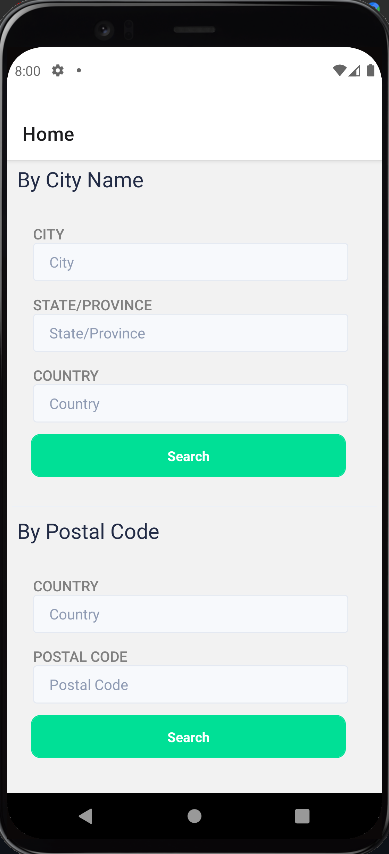 8:00
Home
By City Name
CITY
City
STATE/PROVINCE
State/Province
COUNTRY
Country
Search
By Postal Code
COUNTRY
Country
POSTAL CODE
Postal Code
Search